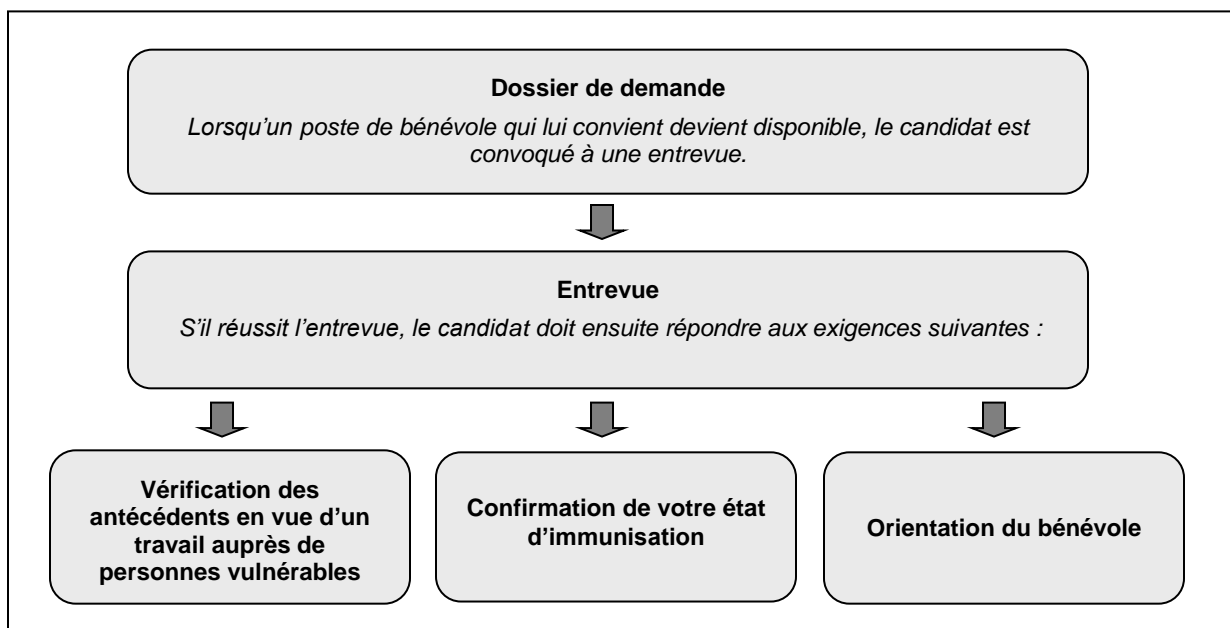 Dossier de demande
Lorsqu’un poste de bénévole qui lui convient devient disponible, le candidat est
convoqué à une entrevue.
Entrevue
S’il réussit l’entrevue, le candidat doit ensuite répondre aux exigences suivantes :
Vérification des
antécédents en vue d’un
travail auprès de
personnes vulnérables
Confirmation de votre état
d’immunisation
Orientation du bénévole